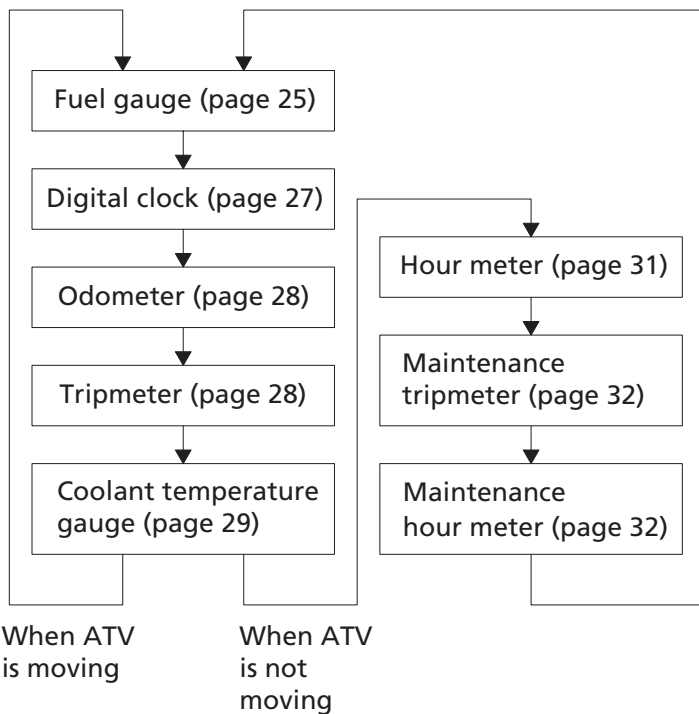 Fuel gauge (page 25)
Digital clock (page 27)
Odometer (page 28)
Tripmeter (page 28)
Coolant temperature
gauge (page 29)
When ATV
is moving
When ATV
is not
moving
Hour meter (page 31)
Maintenance
tripmeter (page 32)
Maintenance
hour meter (page 32)